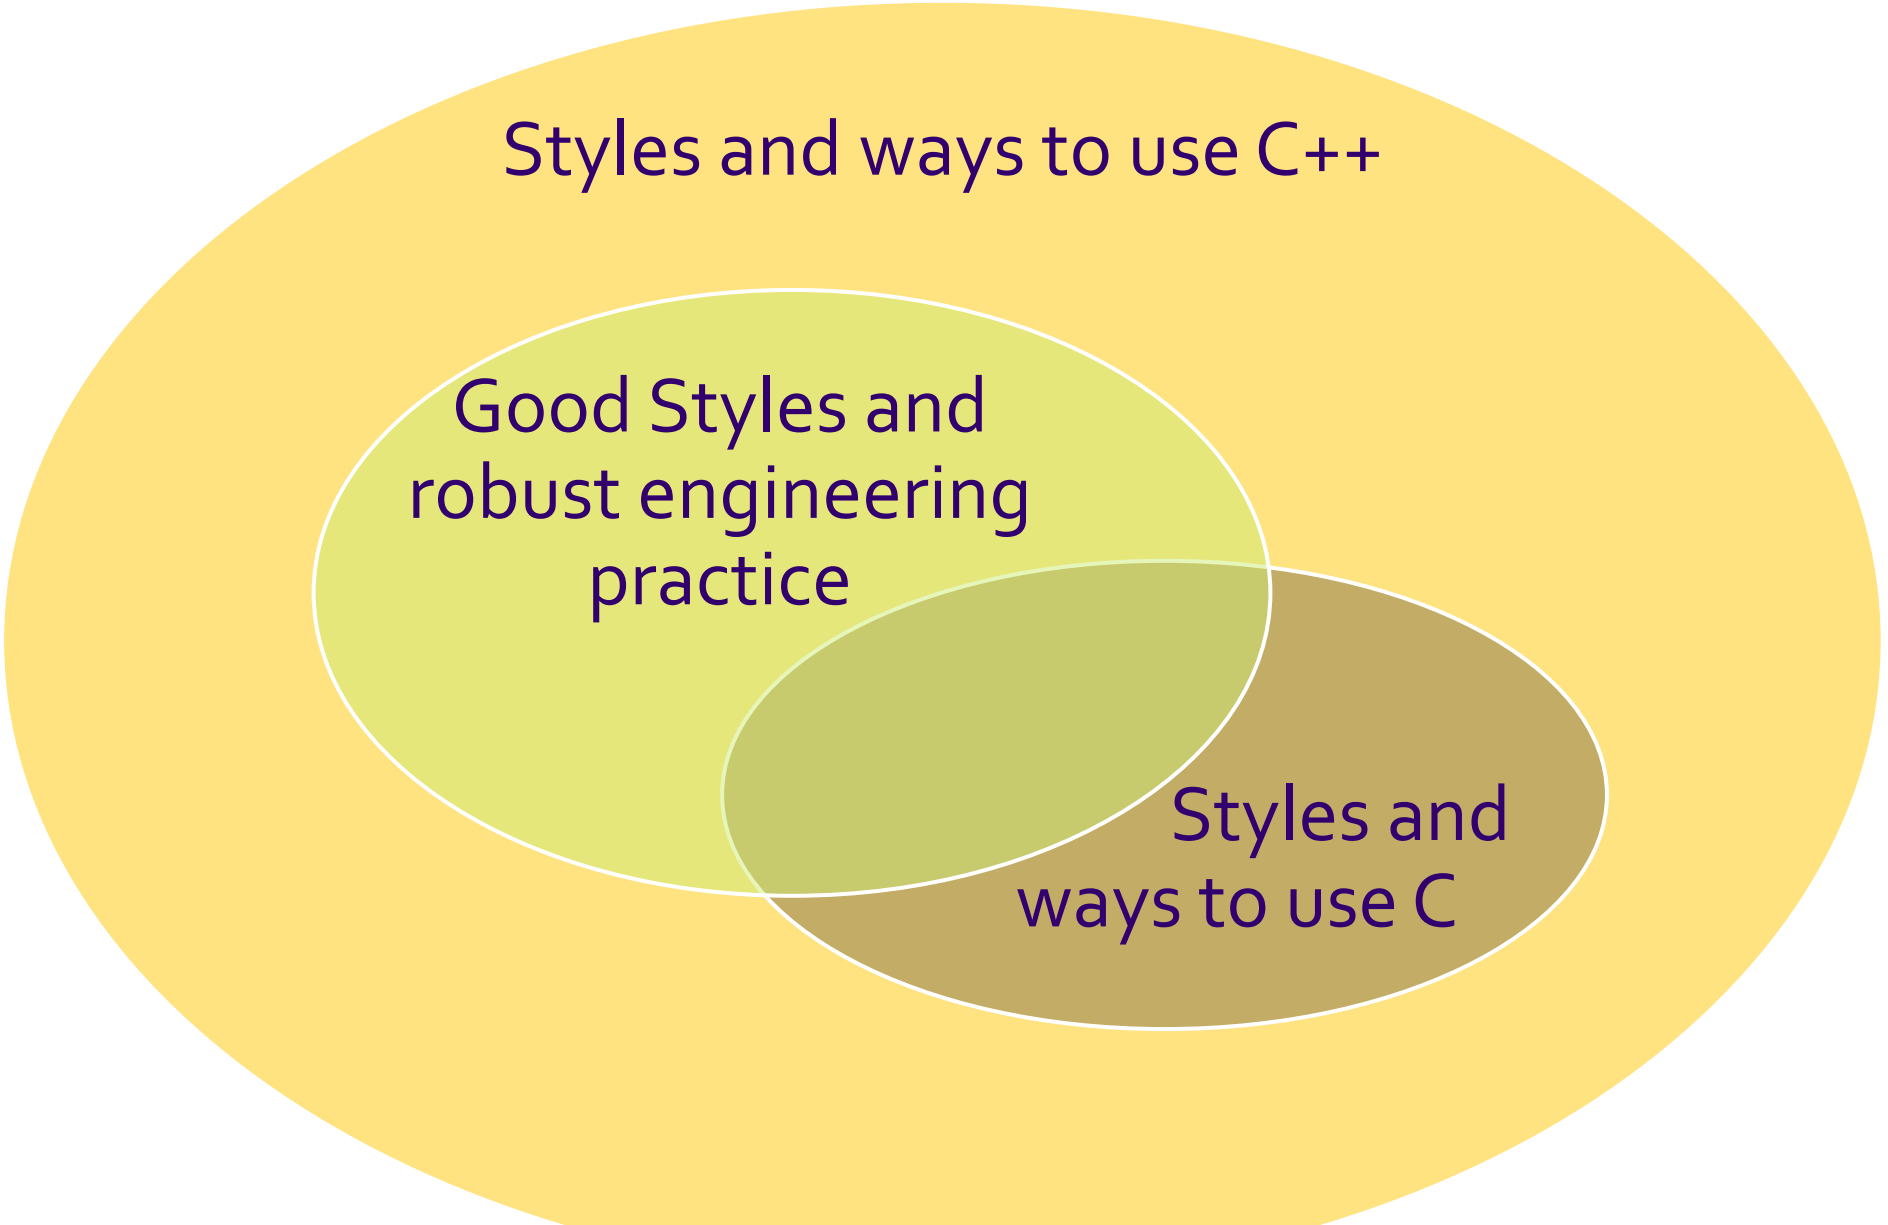 Styles and ways to use C++
Good Styles and
robust engineering
practice
Styles and
ways to use C